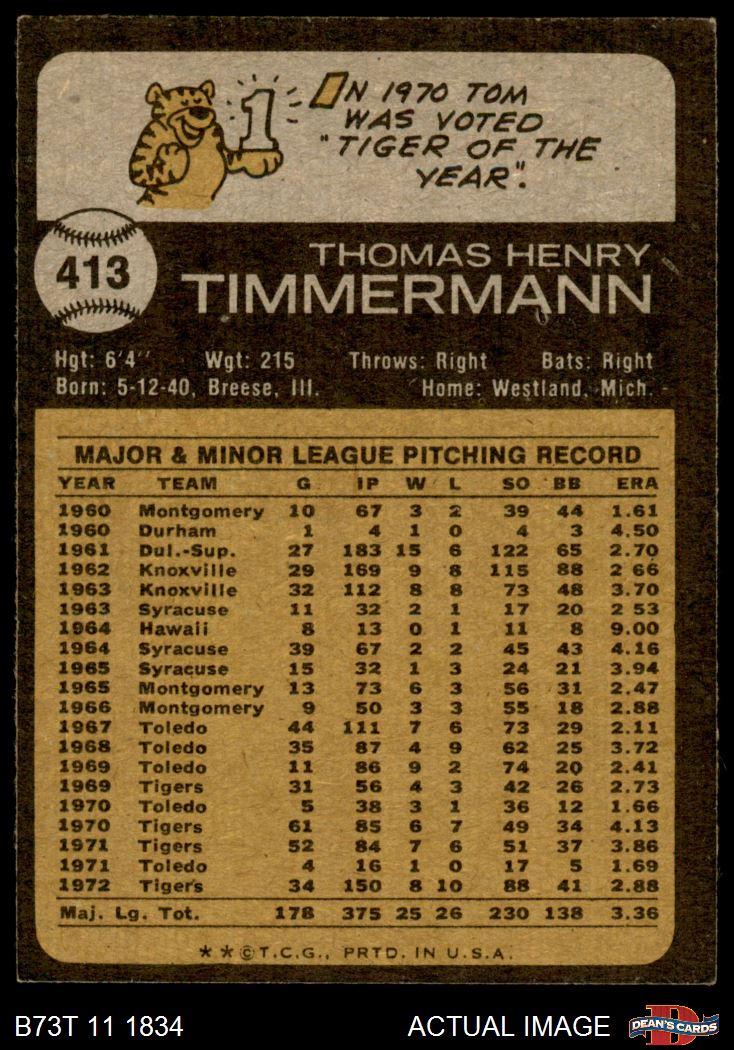 IN 1970 TOM
WAS VOTED
"TIGER OF THE
YEAR".
1
413
THOMAS HENRY
TIMMERMANN
Hgt: 6'4" Wgt: 215 Throws: Right Bats: Right
Born: 5-12-40, Breese, Ill. Home: Westland, Mich.
MAJOR & MINOR LEAGUE PITCHING RECORD
YEAR TEAM G IP W L SO BB ERA
1960 Montgomery 10 67 3 2 39 44 1.61
1960 Durham 1 4 1 0 4 3 4.50
1961 Dul.-Sup. 27 183 15 6 122 65 2.70
1962 Knoxville 29 169 9 8 115 88 2 66
1963 Knoxville 32 112 8 8 73 48 3.70
1963 Syracuse 11 32 2 1 17 20 2 53
1964 Hawaii 8 13 0 1 11 8 9.00
1964 Syracuse 39 67 2 2 45 43 4.16
1965 Syracuse 15 32 1 3 24 21 3.94
1965 Montgomery 13 73 6 3 56 31 2.47
1966 Montgomery 9 50 3 3 55 18 2.88
1967 Toledo 44 111 7 6 73 29 2.11
1968 Toledo 35 87 4 9 62 25 3.72
1969 Toledo 11 86 9 2 74 20 2.41
1969 Tigers 31 56 4 3 42 26 2.73
1970 Toledo 5 38 3 1 36 12 1.66
1970 Tigers 61 85 6 7 49 34 4.13
1971 Tigers 52 84 7 6 51 37 3.86
1971 Toledo 4 16 1 0 17 5 1.69
1972 Tigers 34 150 8 10 88 41 2.88
Maj. Lg. Tot. 178 375 25 26 230 138 3.36
**©T.C.G., PRTD. IN U.S.A.
B73T 11 1834 ACTUAL IMAGE DEAN'S CARDS